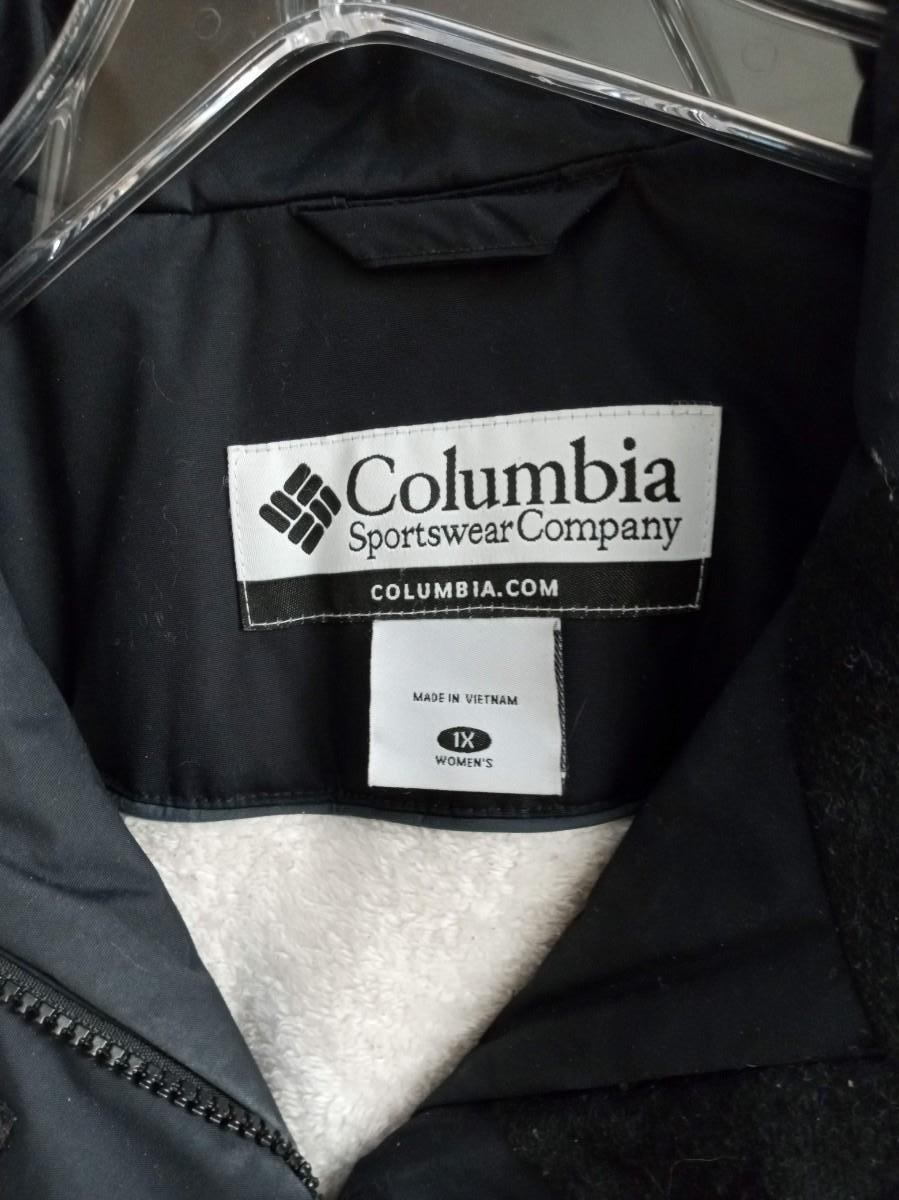 Columbia
Sportswear Company
COLUMBIA.COM
MADE IN VIETNAM
1X
WOMEN'S